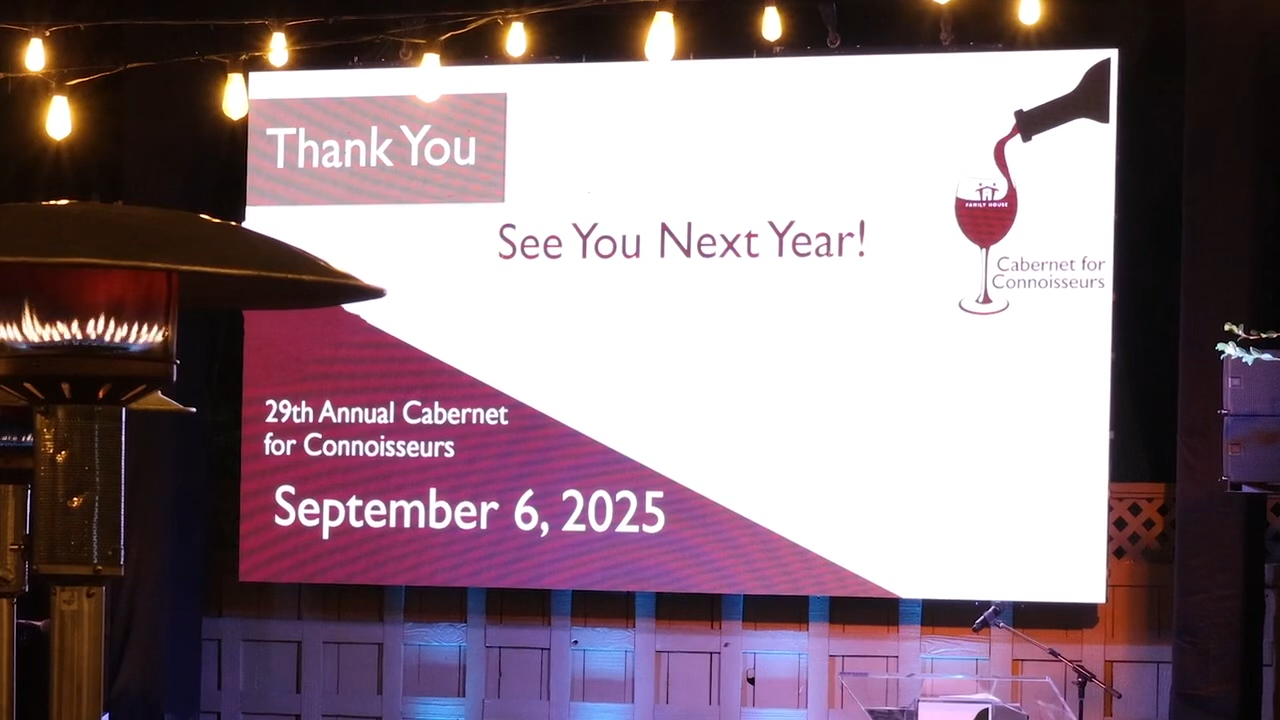 Thank You
See You Next Year!
FAMILY HOUSE
Cabernet for
Connoisseurs
29th Annual Cabernet
for Connoisseurs
September 6, 2025